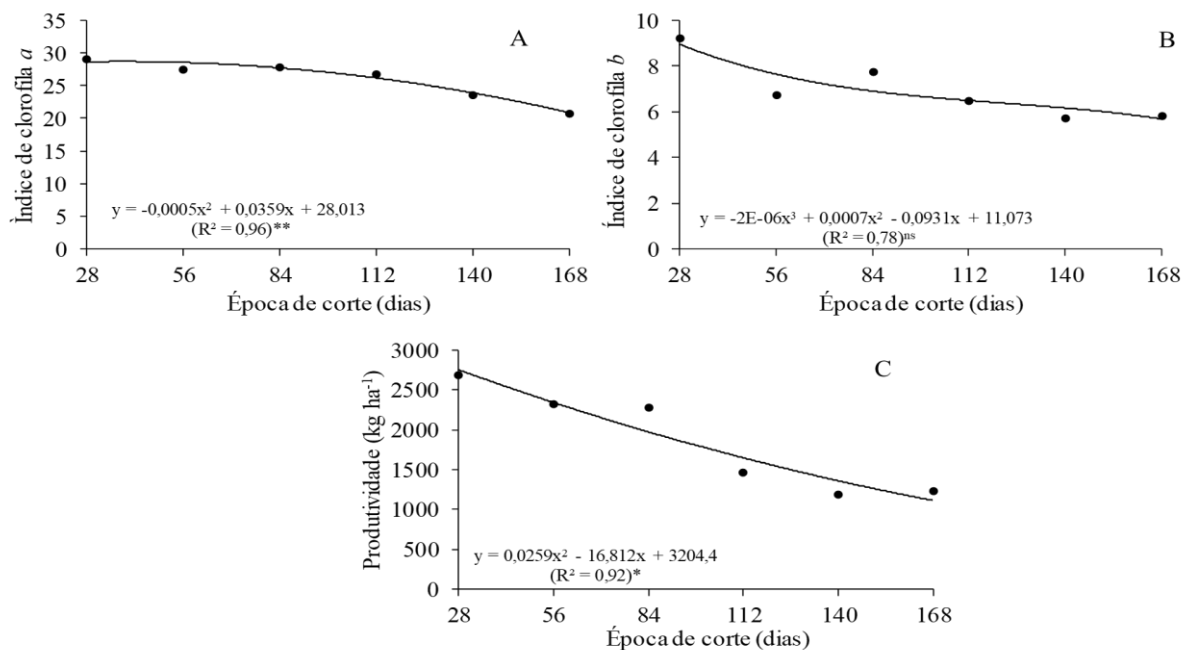 A
Ìndice de clorofila a
35
30
25
20
15
10
5
0
y = -0,0005x² + 0,0359x + 28,013
(R² = 0,96)**
28 56 84 112 140 168
Época de corte (dias)
B
Índice de clorofila b
10
8
6
4
2
0
y = -2E-06x³ + 0,0007x² - 0,0931x + 11,073
(R² = 0,78)ⁿˢ
28 56 84 112 140 168
Época de corte (dias)
C
Produtividade (kg ha⁻¹)
3000
2500
2000
1500
1000
500
0
y = 0,0259x² - 16,812x + 3204,4
(R² = 0,92)*
28 56 84 112 140 168
Época de corte (dias)